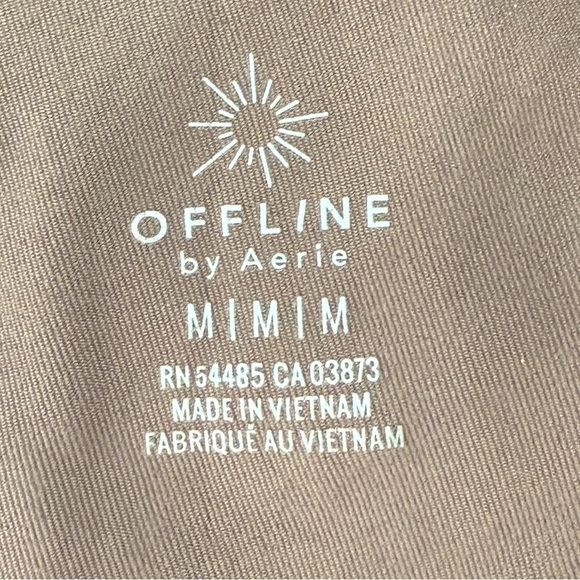 OFFLINE
by Aerie
M|M|M
RN 54485 CA 03873
MADE IN VIETNAM
FABRIQUÉ AU VIETNAM